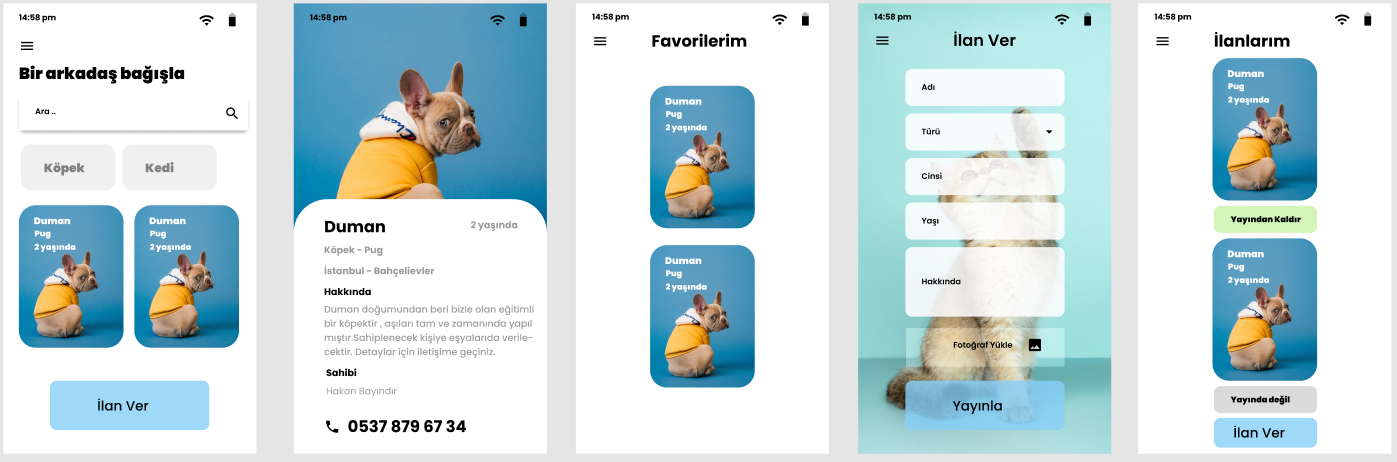 14:58 pm
Bir arkadaş bağışla
Ara ..
Köpek
Kedi
Duman
Pug
2 yaşında
Duman
Pug
2 yaşında
İlan Ver
14:58 pm
Duman
2 yaşında
Köpek - Pug
İstanbul - Bahçelievler
Hakkında
Duman doğumundan beri bizle olan eğitimli
bir köpektir , aşıları tam ve zamanında yapıl
mıştır.Sahiplenecek kişiye eşyalarıda verile-
cektir. Detaylar için iletişime geçiniz.
Sahibi
Hakan Bayındır
0537 879 67 34
14:58 pm
Favorilerim
Duman
Pug
2 yaşında
Duman
Pug
2 yaşında
14:58 pm
İlan Ver
Adı
Türü
Cinsi
Yaşı
Hakkında
Fotoğraf Yükle
Yayınla
14:58 pm
İlanlarım
Duman
Pug
2 yaşında
Yayından Kaldır
Duman
Pug
2 yaşında
Yayında değil
İlan Ver